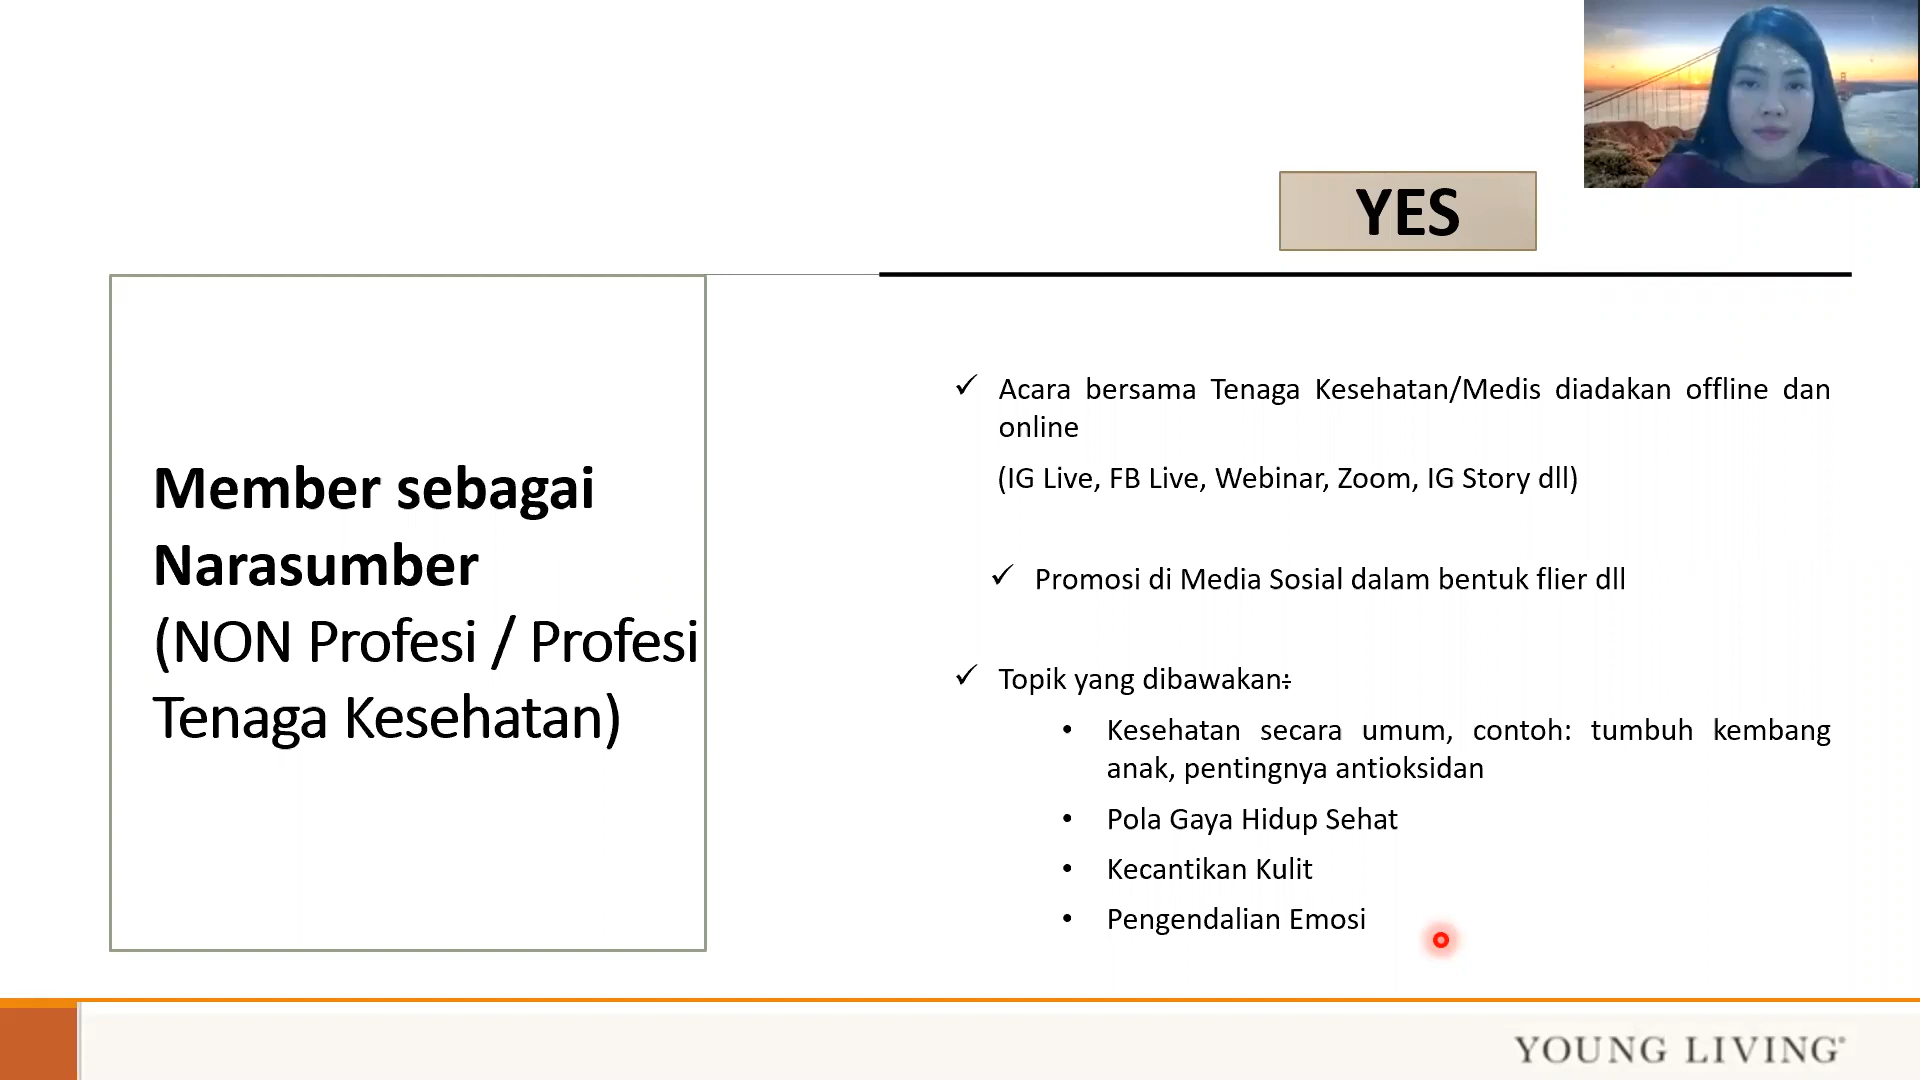 YES
Member sebagai
Narasumber
(NON Profesi / Profesi
Tenaga Kesehatan)
✓ Acara bersama Tenaga Kesehatan/Medis diadakan offline dan
online
(IG Live, FB Live, Webinar, Zoom, IG Story dll)
✓ Promosi di Media Sosial dalam bentuk flier dll
✓ Topik yang dibawakan:
• Kesehatan secara umum, contoh: tumbuh kembang
anak, pentingnya antioksidan
• Pola Gaya Hidup Sehat
• Kecantikan Kulit
• Pengendalian Emosi
YOUNG LIVING®